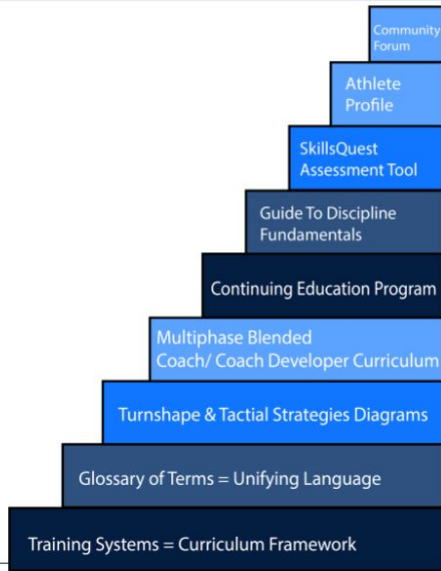 Community
Forum
Athlete
Profile
SkillsQuest
Assessment Tool
Guide To Discipline
Fundamentals
Continuing Education Program
Multiphase Blended
Coach/ Coach Developer Curriculum
Turnshape & Tactial Strategies Diagrams
Glossary of Terms = Unifying Language
Training Systems = Curriculum Framework